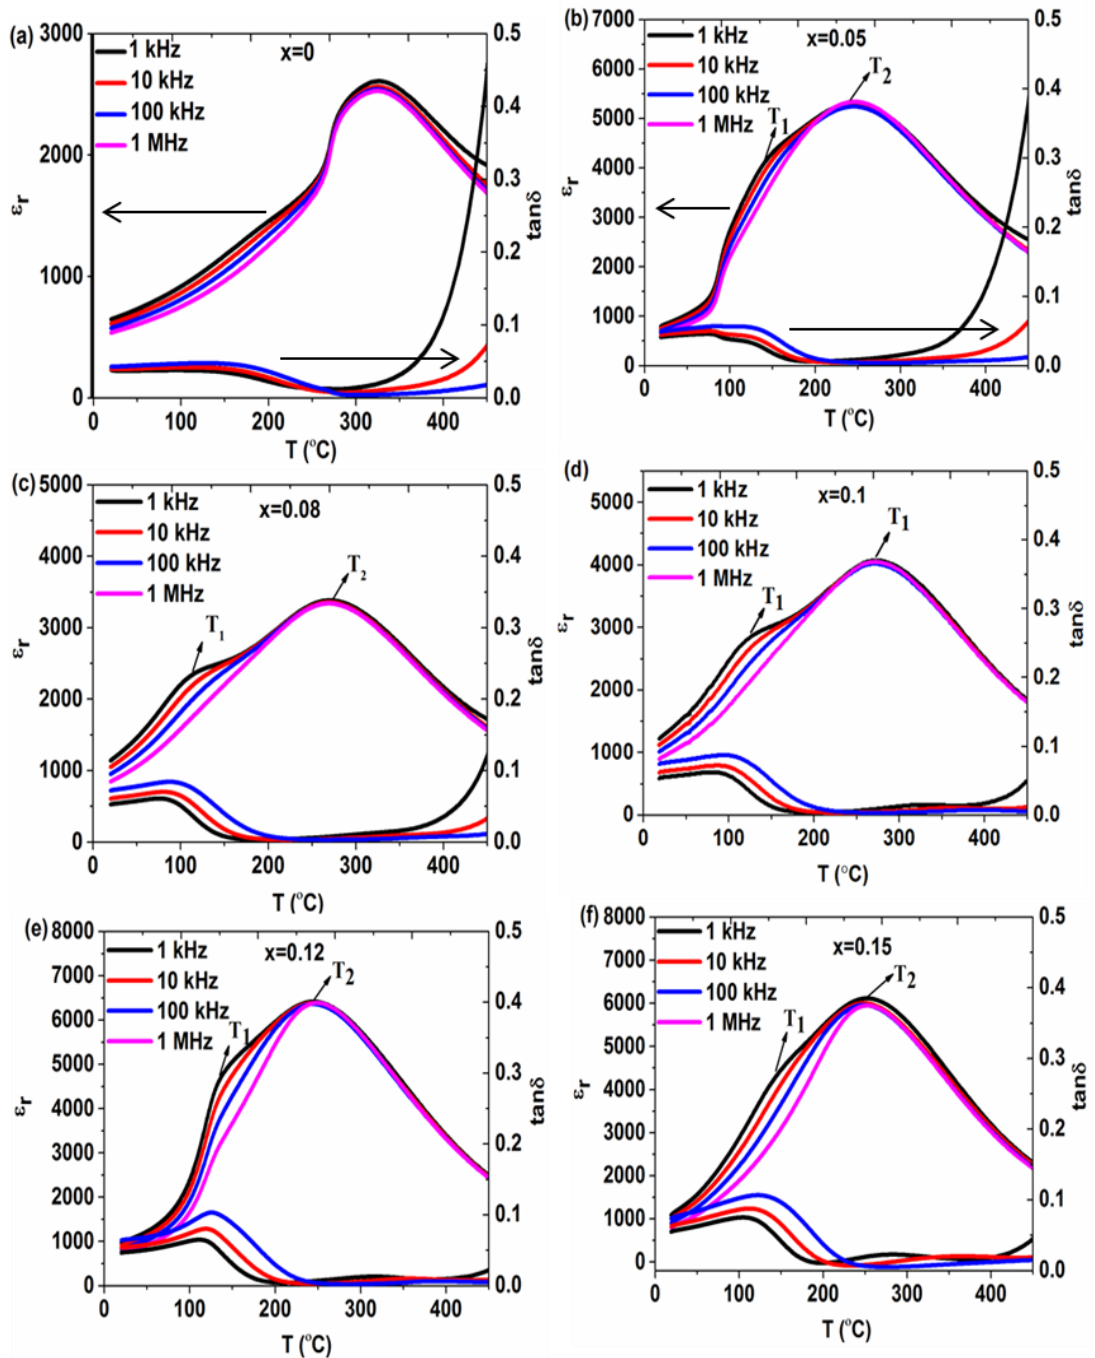 (a)
x=0
1 kHz
10 kHz
100 kHz
1 MHz
3000
2000
1000
0
εr
0.5
0.4
0.3
0.2
0.1
0.0
tanδ
0 100 200 300 400
T (°C)
(b)
x=0.05
1 kHz
10 kHz
100 kHz
1 MHz
T1
T2
7000
6000
5000
4000
3000
2000
1000
0
εr
0.5
0.4
0.3
0.2
0.1
0.0
tanδ
0 100 200 300 400
T (°C)
(c)
x=0.08
1 kHz
10 kHz
100 kHz
1 MHz
T1
T2
5000
4000
3000
2000
1000
0
εr
0.5
0.4
0.3
0.2
0.1
0.0
tanδ
0 100 200 300 400
T (°C)
(d)
x=0.1
1 kHz
10 kHz
100 kHz
1 MHz
T1
T1
5000
4000
3000
2000
1000
0
εr
0.5
0.4
0.3
0.2
0.1
0.0
tanδ
0 100 200 300 400
T (°C)
(e)
x=0.12
1 kHz
10 kHz
100 kHz
1 MHz
T1
T2
8000
7000
6000
5000
4000
3000
2000
1000
0
εr
0.5
0.4
0.3
0.2
0.1
0.0
tanδ
0 100 200 300 400
T (°C)
(f)
x=0.15
1 kHz
10 kHz
100 kHz
1 MHz
T1
T2
8000
7000
6000
5000
4000
3000
2000
1000
0
εr
0.5
0.4
0.3
0.2
0.1
0.0
tanδ
0 100 200 300 400
T (°C)